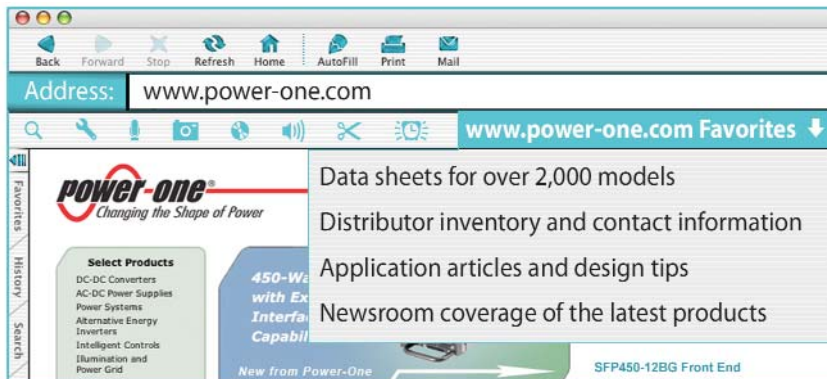 Back Forward Stop Refresh Home AutoFill Print Mail
Address: www.power-one.com
www.power-one.com Favorites
Favorites
History
Search
power-one®
Changing the Shape of Power
Data sheets for over 2,000 models
Distributor inventory and contact information
Application articles and design tips
Newsroom coverage of the latest products
Select Products
DC-DC Converters
AC-DC Power Supplies
Power Systems
Alternative Energy
Inverters
Intelligent Controls
Illumination and
Power Grid
450-Wa
with Ex
Interfa
Capabil
New from Power-One
SFP450-12BG Front End